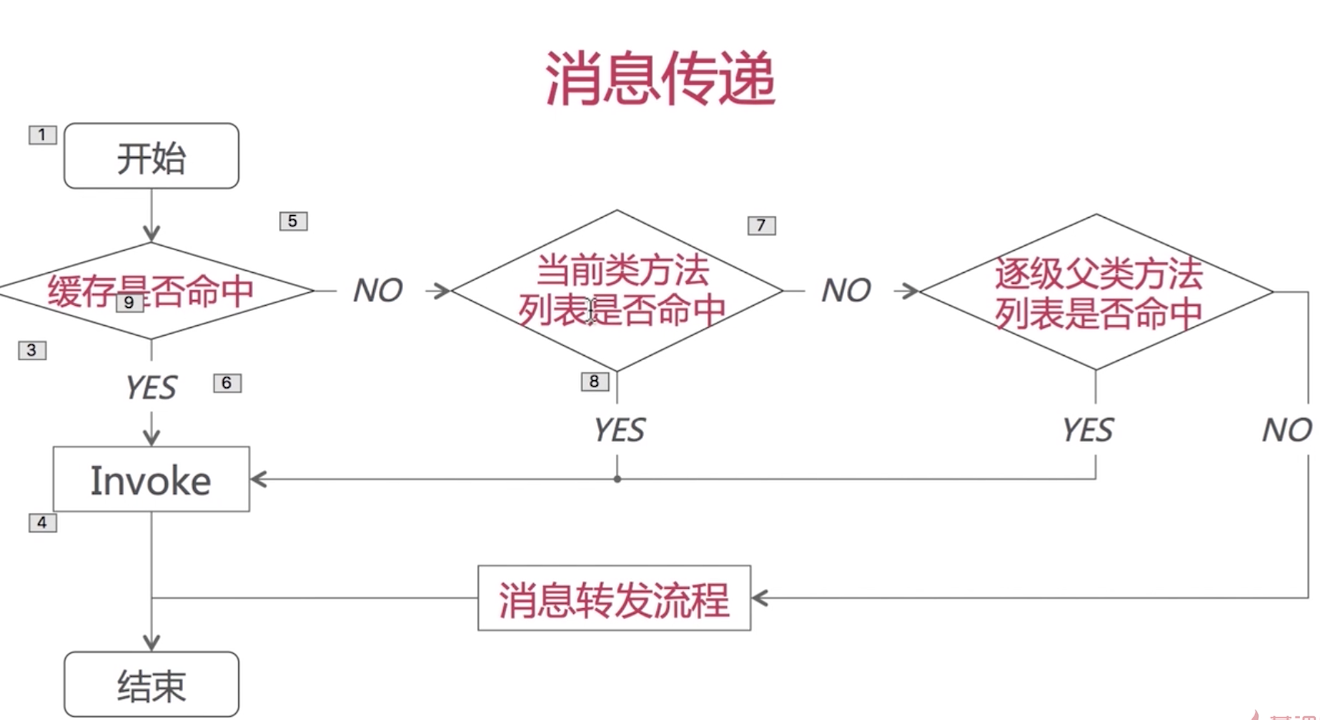 消息传递
1
开始
5
7
缓存是否命中
9
NO
当前类方法
列表是否命中
NO
逐级父类方法
列表是否命中
3
YES
6
8
YES
YES
NO
Invoke
4
消息转发流程
结束